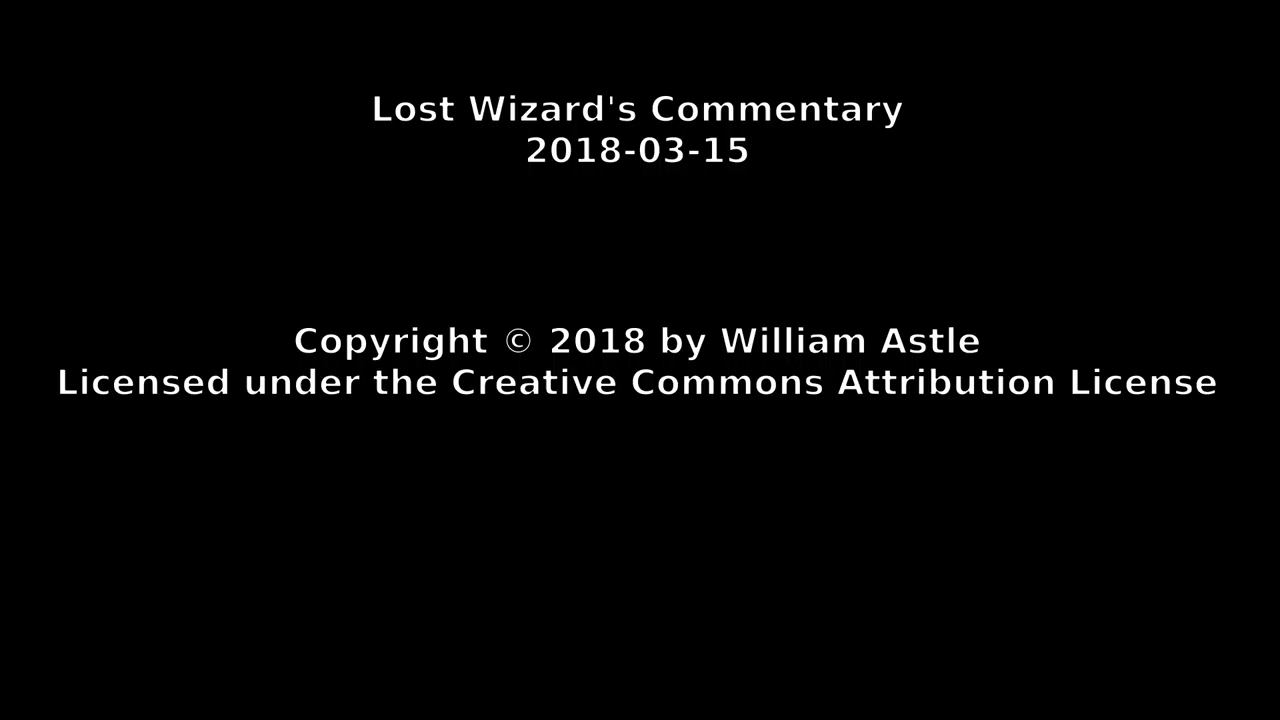 Lost Wizard's Commentary
2018-03-15
Copyright © 2018 by William Astle
Licensed under the Creative Commons Attribution License